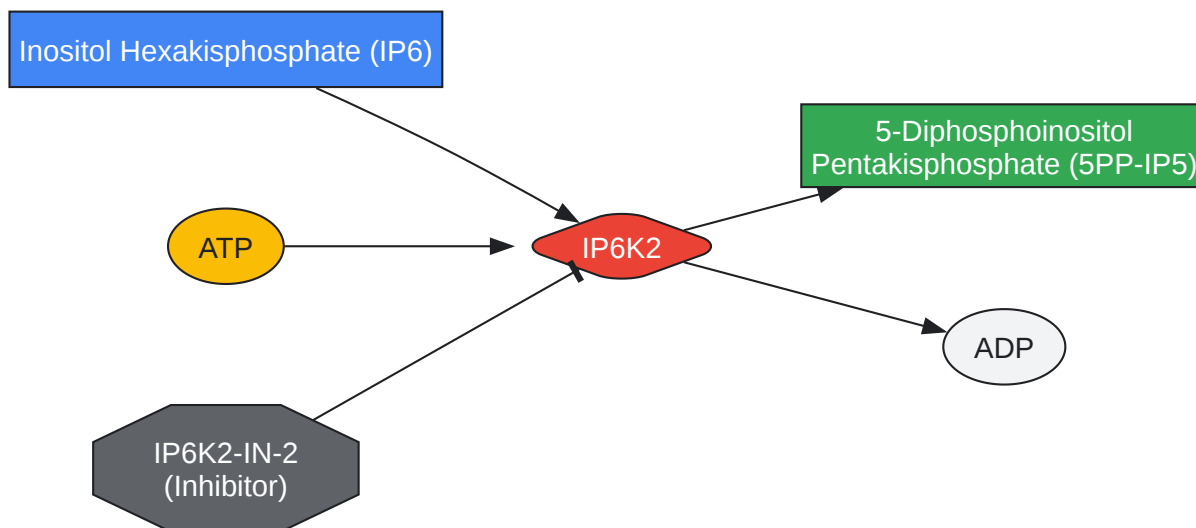 Inositol Hexakisphosphate (IP6)
5-Diphosphoinositol
Pentakisphosphate (5PP-IP5)
ATP
IP6K2
ADP
IP6K2-IN-2
(Inhibitor)